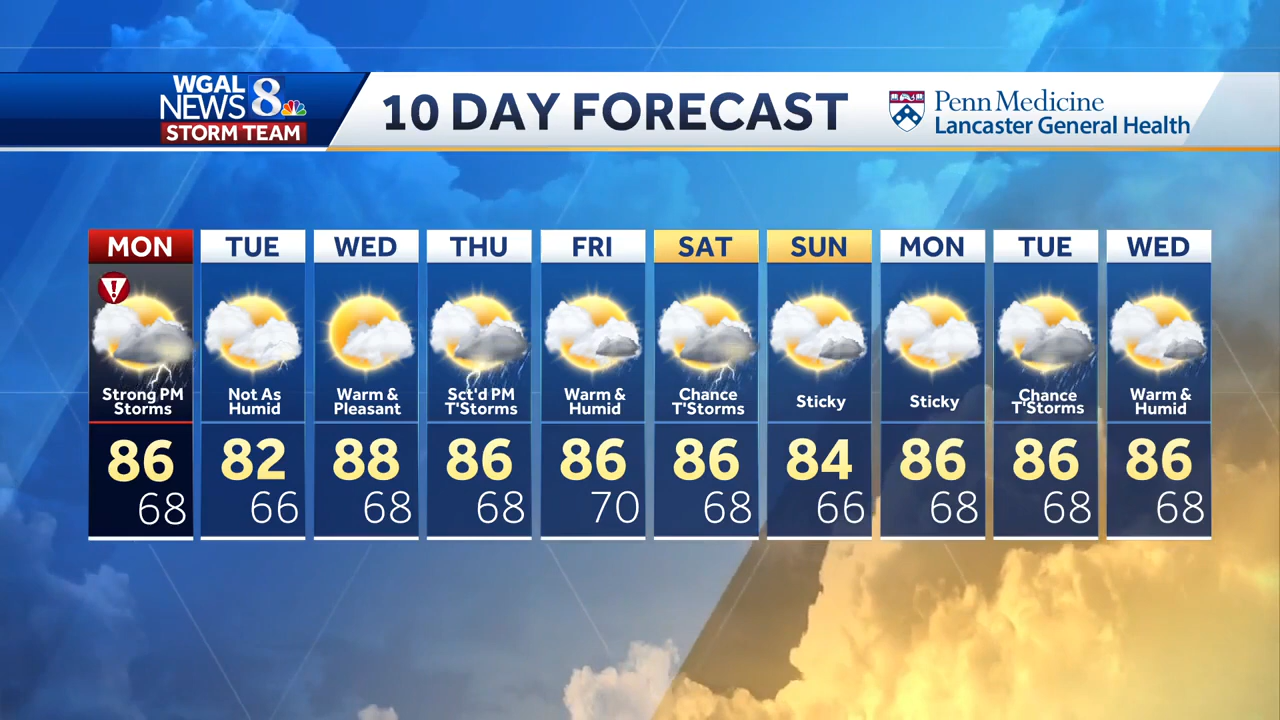 WGAL
NEWS 8
STORM TEAM
10 DAY FORECAST
Penn Medicine
Lancaster General Health
MON
TUE
WED
THU
FRI
SAT
SUN
MON
TUE
WED
!
Strong PM
Storms
Not As
Humid
Warm &
Pleasant
Sct'd PM
T'Storms
Warm &
Humid
Chance
T'Storms
Sticky
Sticky
Chance
T'Storms
Warm &
Humid
86
82
88
86
86
86
84
86
86
86
68
66
68
68
70
68
66
68
68
68